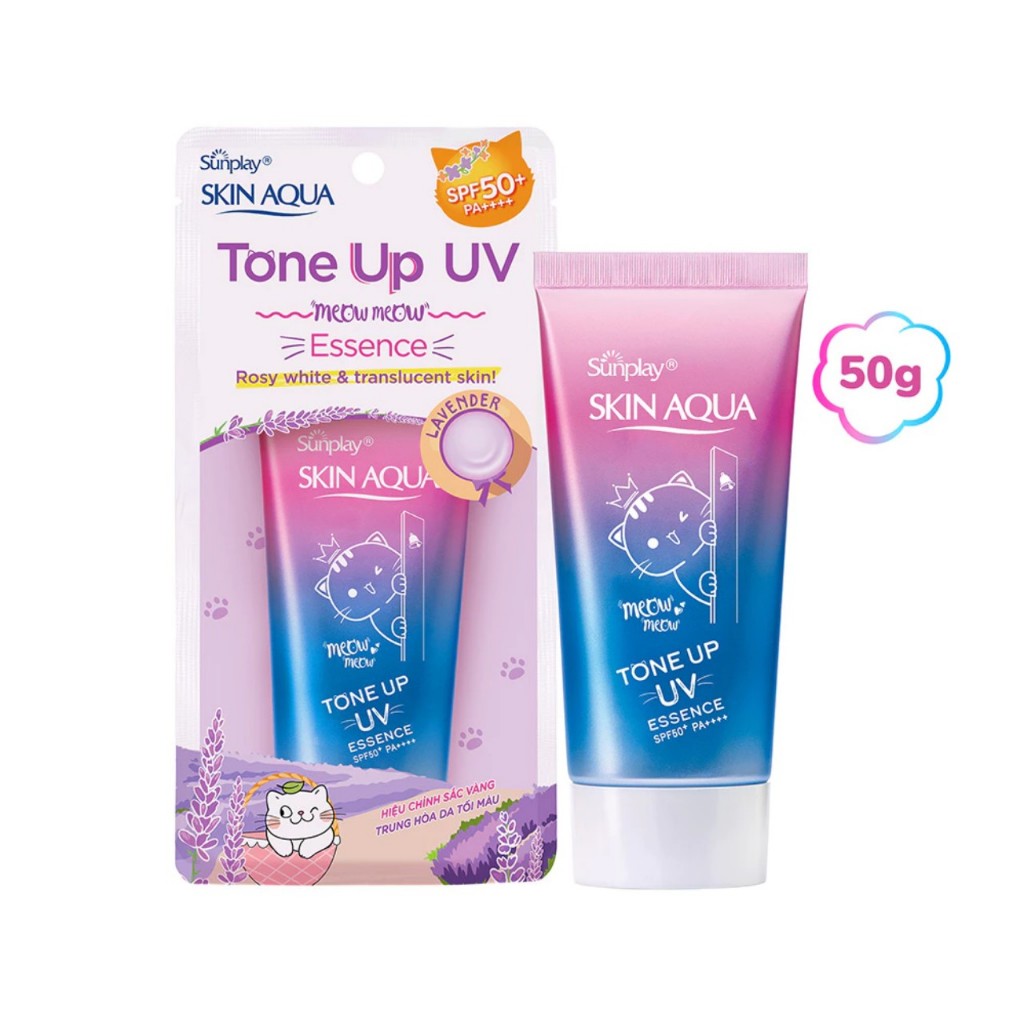 Sunplay®
SKIN AQUA
SPF50+
PA++++
Tone Up UV
"meow meow"
Essence
Rosy white & translucent skin!
LAVENDER
Sunplay®
SKIN AQUA
"meow
meow"
TONE UP
UV
ESSENCE
SPF50+ PA++++
HIỆU CHỈNH SẮC VÀNG
TRUNG HÒA DA TỐI MÀU
Sunplay®
SKIN AQUA
"meow
meow"
TONE UP
UV
ESSENCE
SPF50+ PA++++
50g